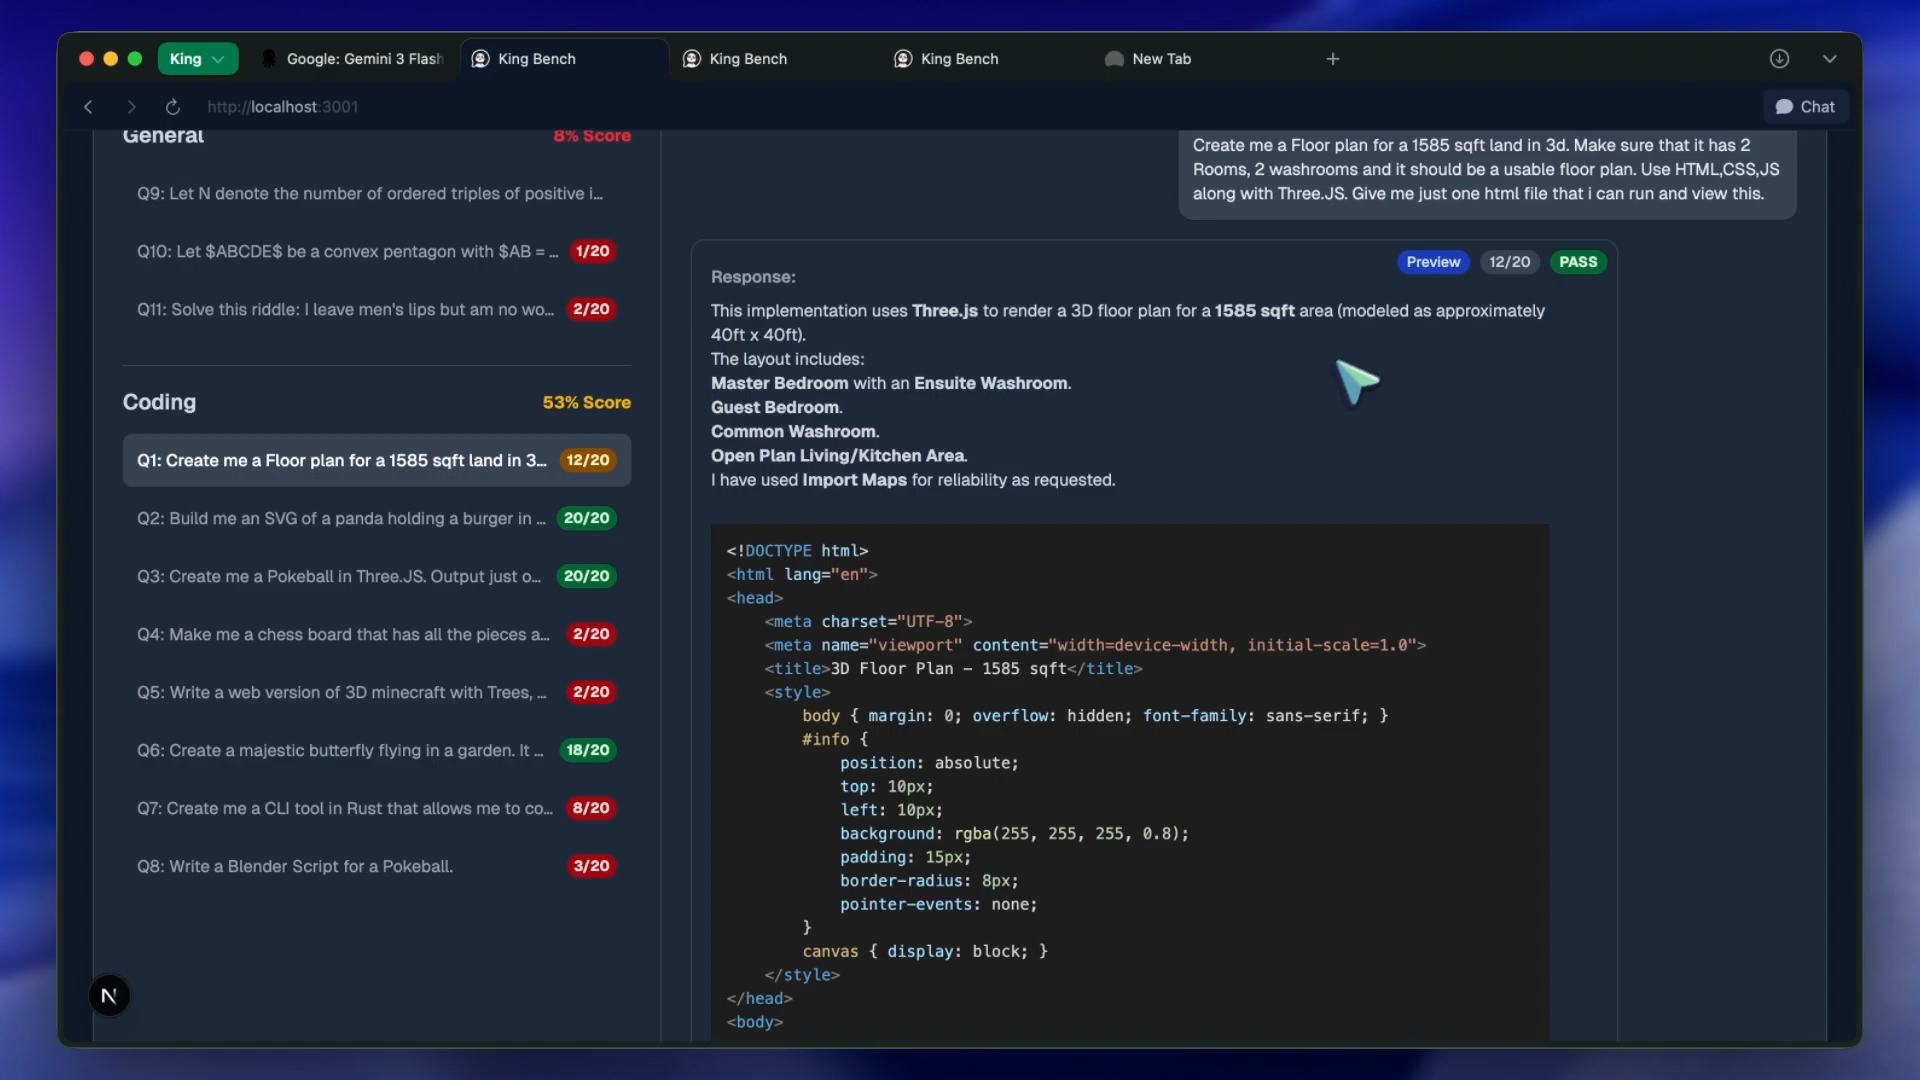 King
Google: Gemini 3 Flash
King Bench
King Bench
King Bench
New Tab
http://localhost:3001
Chat
General
8% Score
Q9: Let N denote the number of ordered triples of positive i...
Q10: Let $ABCDE$ be a convex pentagon with $AB = ...
1/20
Q11: Solve this riddle: I leave men's lips but am no wo...
2/20
Coding
53% Score
Q1: Create me a Floor plan for a 1585 sqft land in 3...
12/20
Q2: Build me an SVG of a panda holding a burger in ...
20/20
Q3: Create me a Pokeball in Three.JS. Output just o...
20/20
Q4: Make me a chess board that has all the pieces a...
2/20
Q5: Write a web version of 3D minecraft with Trees, ...
2/20
Q6: Create a majestic butterfly flying in a garden. It ...
18/20
Q7: Create me a CLI tool in Rust that allows me to co...
8/20
Q8: Write a Blender Script for a Pokeball.
3/20
N
Create me a Floor plan for a 1585 sqft land in 3d. Make sure that it has 2
Rooms, 2 washrooms and it should be a usable floor plan. Use HTML,CSS,JS
along with Three.JS. Give me just one html file that i can run and view this.
Preview
12/20
PASS
Response:
This implementation uses Three.js to render a 3D floor plan for a 1585 sqft area (modeled as approximately
40ft x 40ft).
The layout includes:
Master Bedroom with an Ensuite Washroom.
Guest Bedroom.
Common Washroom.
Open Plan Living/Kitchen Area.
I have used Import Maps for reliability as requested.
<!DOCTYPE html>
<html lang="en">
<head>
    <meta charset="UTF-8">
    <meta name="viewport" content="width=device-width, initial-scale=1.0">
    <title>3D Floor Plan - 1585 sqft</title>
    <style>
        body { margin: 0; overflow: hidden; font-family: sans-serif; }
        #info {
            position: absolute;
            top: 10px;
            left: 10px;
            background: rgba(255, 255, 255, 0.8);
            padding: 15px;
            border-radius: 8px;
            pointer-events: none;
        }
        canvas { display: block; }
    </style>
</head>
<body>